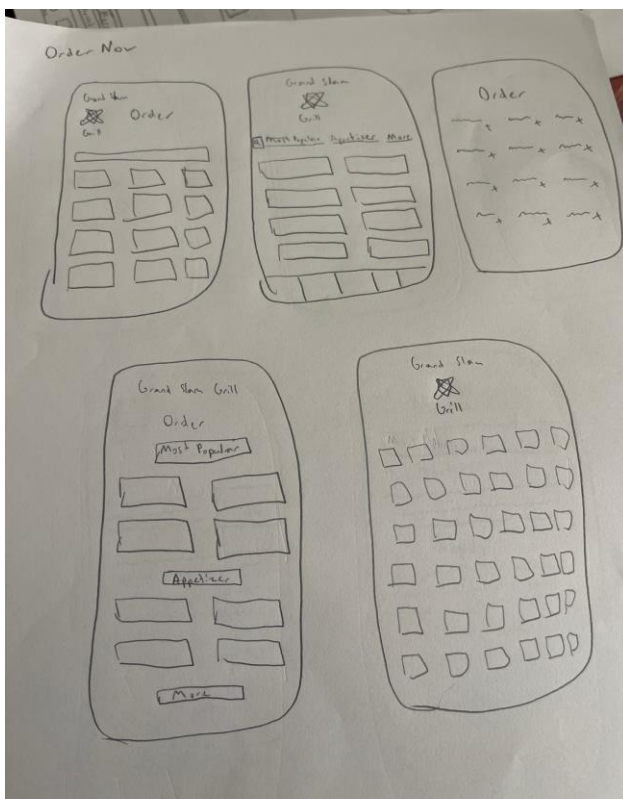 Order Now
Grand Slam
Grill
Order
Grand Slam
Grill
Most Popular Appetizer More
Order
Grand Slam Grill
Order
Most Popular
Appetizer
More
Grand Slam
Grill